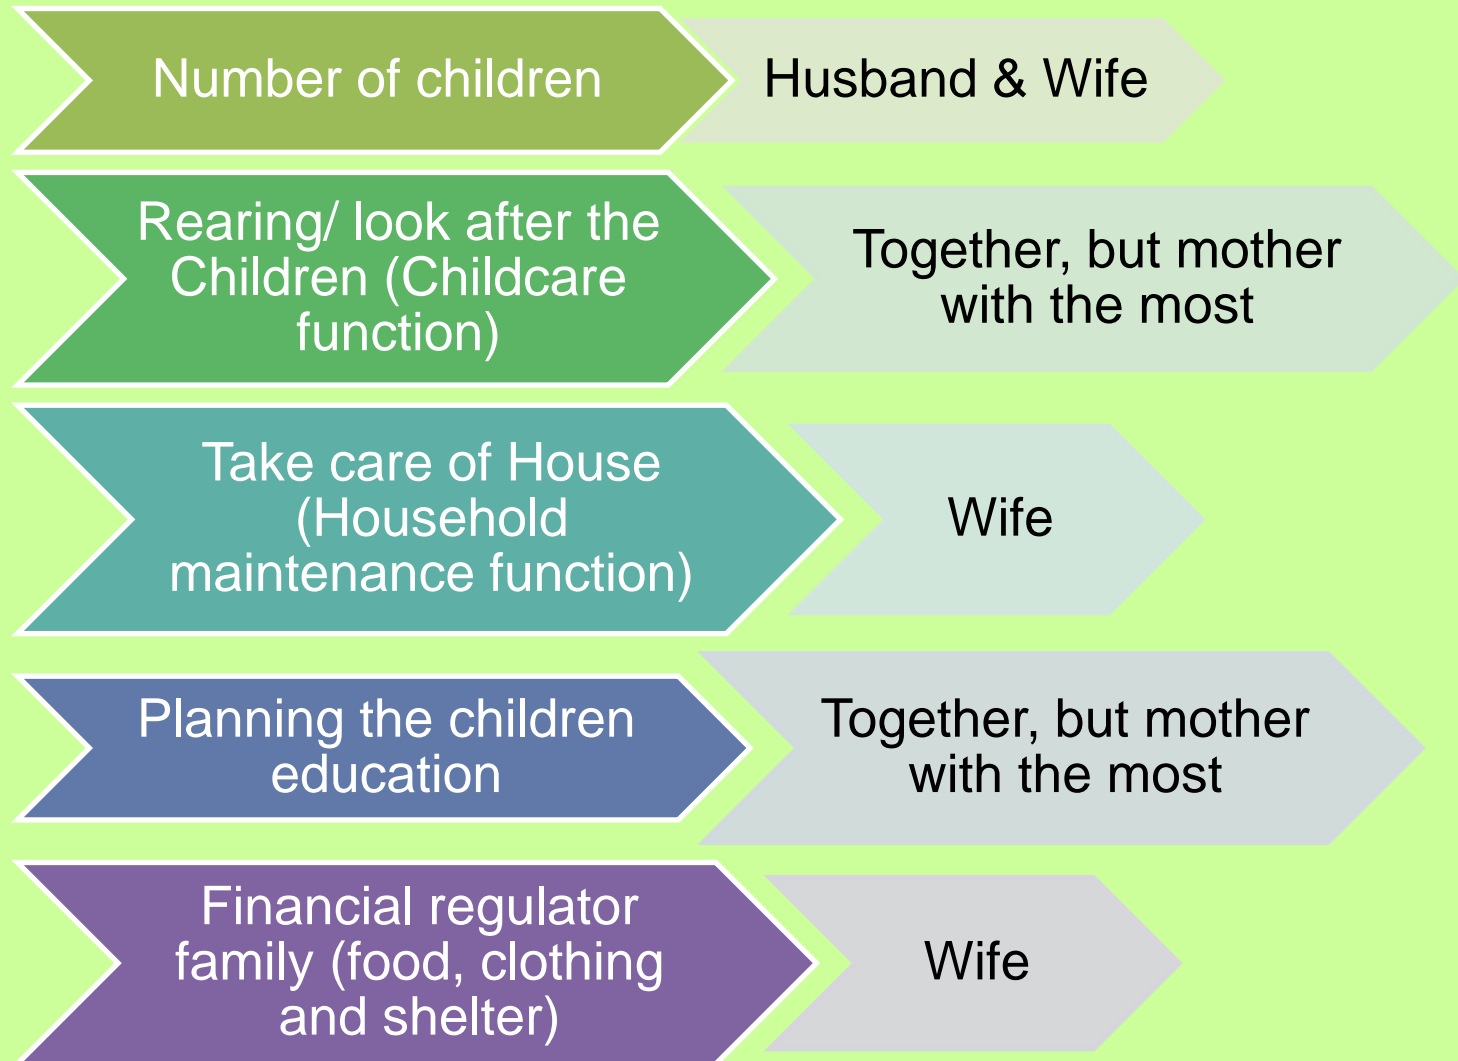 Number of children
Husband & Wife
Rearing/ look after the
Children (Childcare
function)
Together, but mother
with the most
Take care of House
(Household
maintenance function)
Wife
Planning the children
education
Together, but mother
with the most
Financial regulator
family (food, clothing
and shelter)
Wife